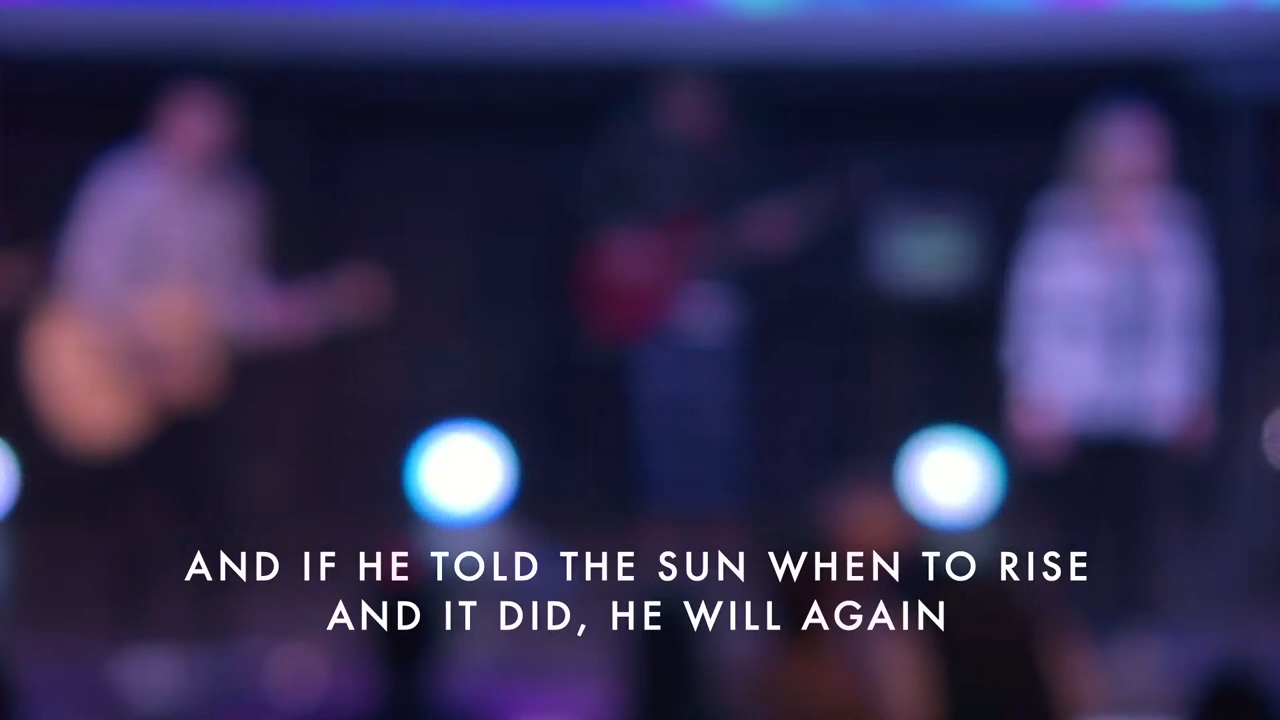 AND IF HE TOLD THE SUN WHEN TO RISE
AND IT DID, HE WILL AGAIN